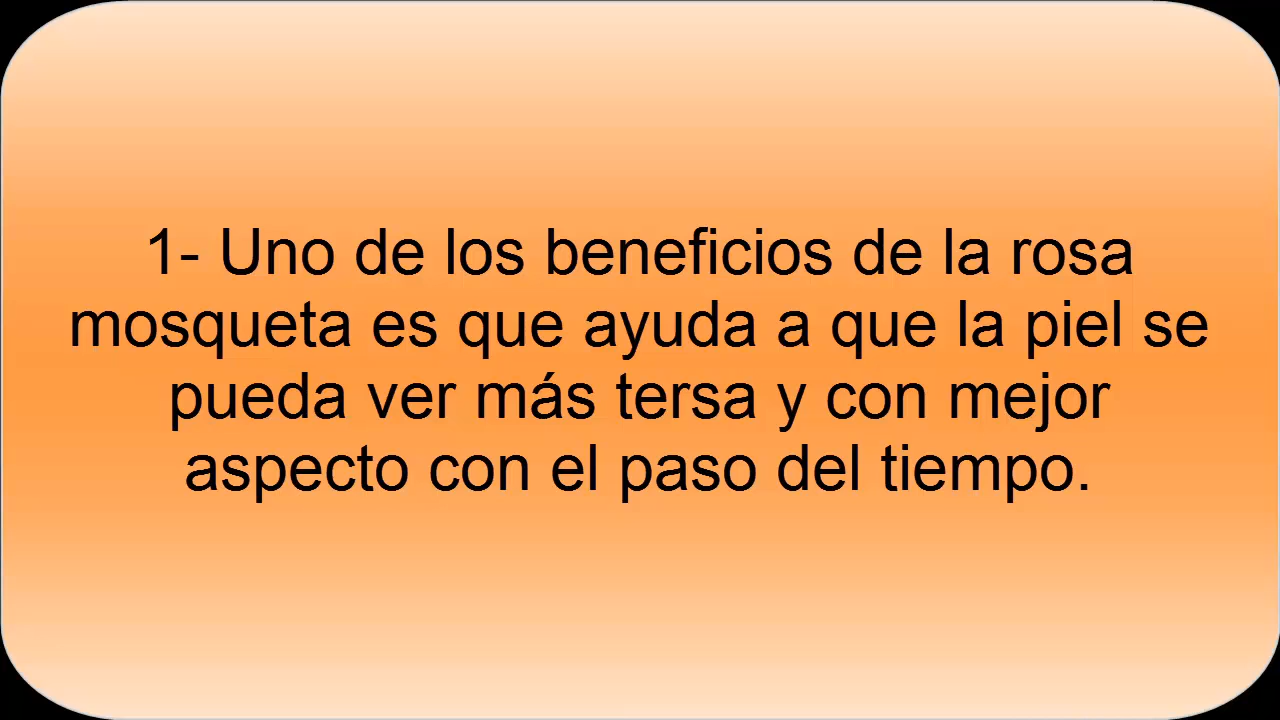 1- Uno de los beneficios de la rosa
mosqueta es que ayuda a que la piel se
pueda ver más tersa y con mejor
aspecto con el paso del tiempo.